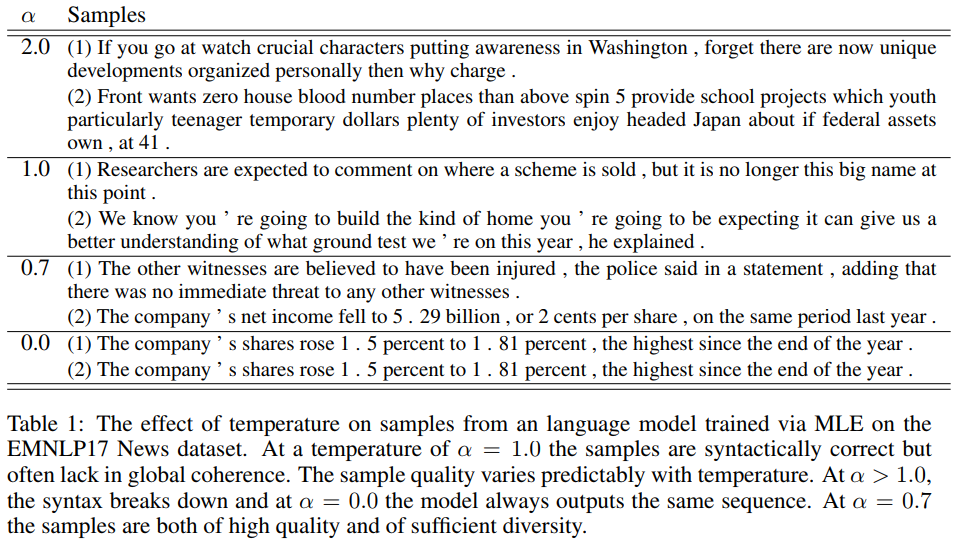 α Samples
2.0 (1) If you go at watch crucial characters putting awareness in Washington , forget there are now unique
developments organized personally then why charge .
(2) Front wants zero house blood number places than above spin 5 provide school projects which youth
particularly teenager temporary dollars plenty of investors enjoy headed Japan about if federal assets
own , at 41 .
1.0 (1) Researchers are expected to comment on where a scheme is sold , but it is no longer this big name at
this point .
(2) We know you ’ re going to build the kind of home you ’ re going to be expecting it can give us a
better understanding of what ground test we ’ re on this year , he explained .
0.7 (1) The other witnesses are believed to have been injured , the police said in a statement , adding that
there was no immediate threat to any other witnesses .
(2) The company ’ s net income fell to 5 . 29 billion , or 2 cents per share , on the same period last year .
0.0 (1) The company ’ s shares rose 1 . 5 percent to 1 . 81 percent , the highest since the end of the year .
(2) The company ’ s shares rose 1 . 5 percent to 1 . 81 percent , the highest since the end of the year .
Table 1: The effect of temperature on samples from an language model trained via MLE on the
EMNLP17 News dataset. At a temperature of α = 1.0 the samples are syntactically correct but
often lack in global coherence. The sample quality varies predictably with temperature. At α > 1.0,
the syntax breaks down and at α = 0.0 the model always outputs the same sequence. At α = 0.7
the samples are both of high quality and of sufficient diversity.